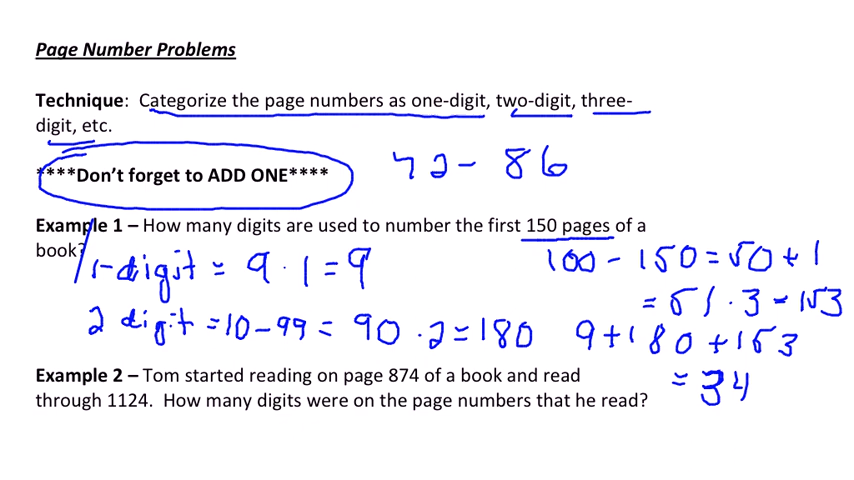 Page Number Problems
Technique: Categorize the page numbers as one-digit, two-digit, three-
digit, etc.
****Don't forget to ADD ONE****
42 - 86
Example 1 – How many digits are used to number the first 150 pages of a
book?
1-digit = 9 · 1 = 9
100 - 150 = 50 + 1
= 51 · 3 = 153
2 digit = 10 - 99 = 90 · 2 = 180
9 + 180 + 153
= 34
Example 2 – Tom started reading on page 874 of a book and read
through 1124. How many digits were on the page numbers that he read?